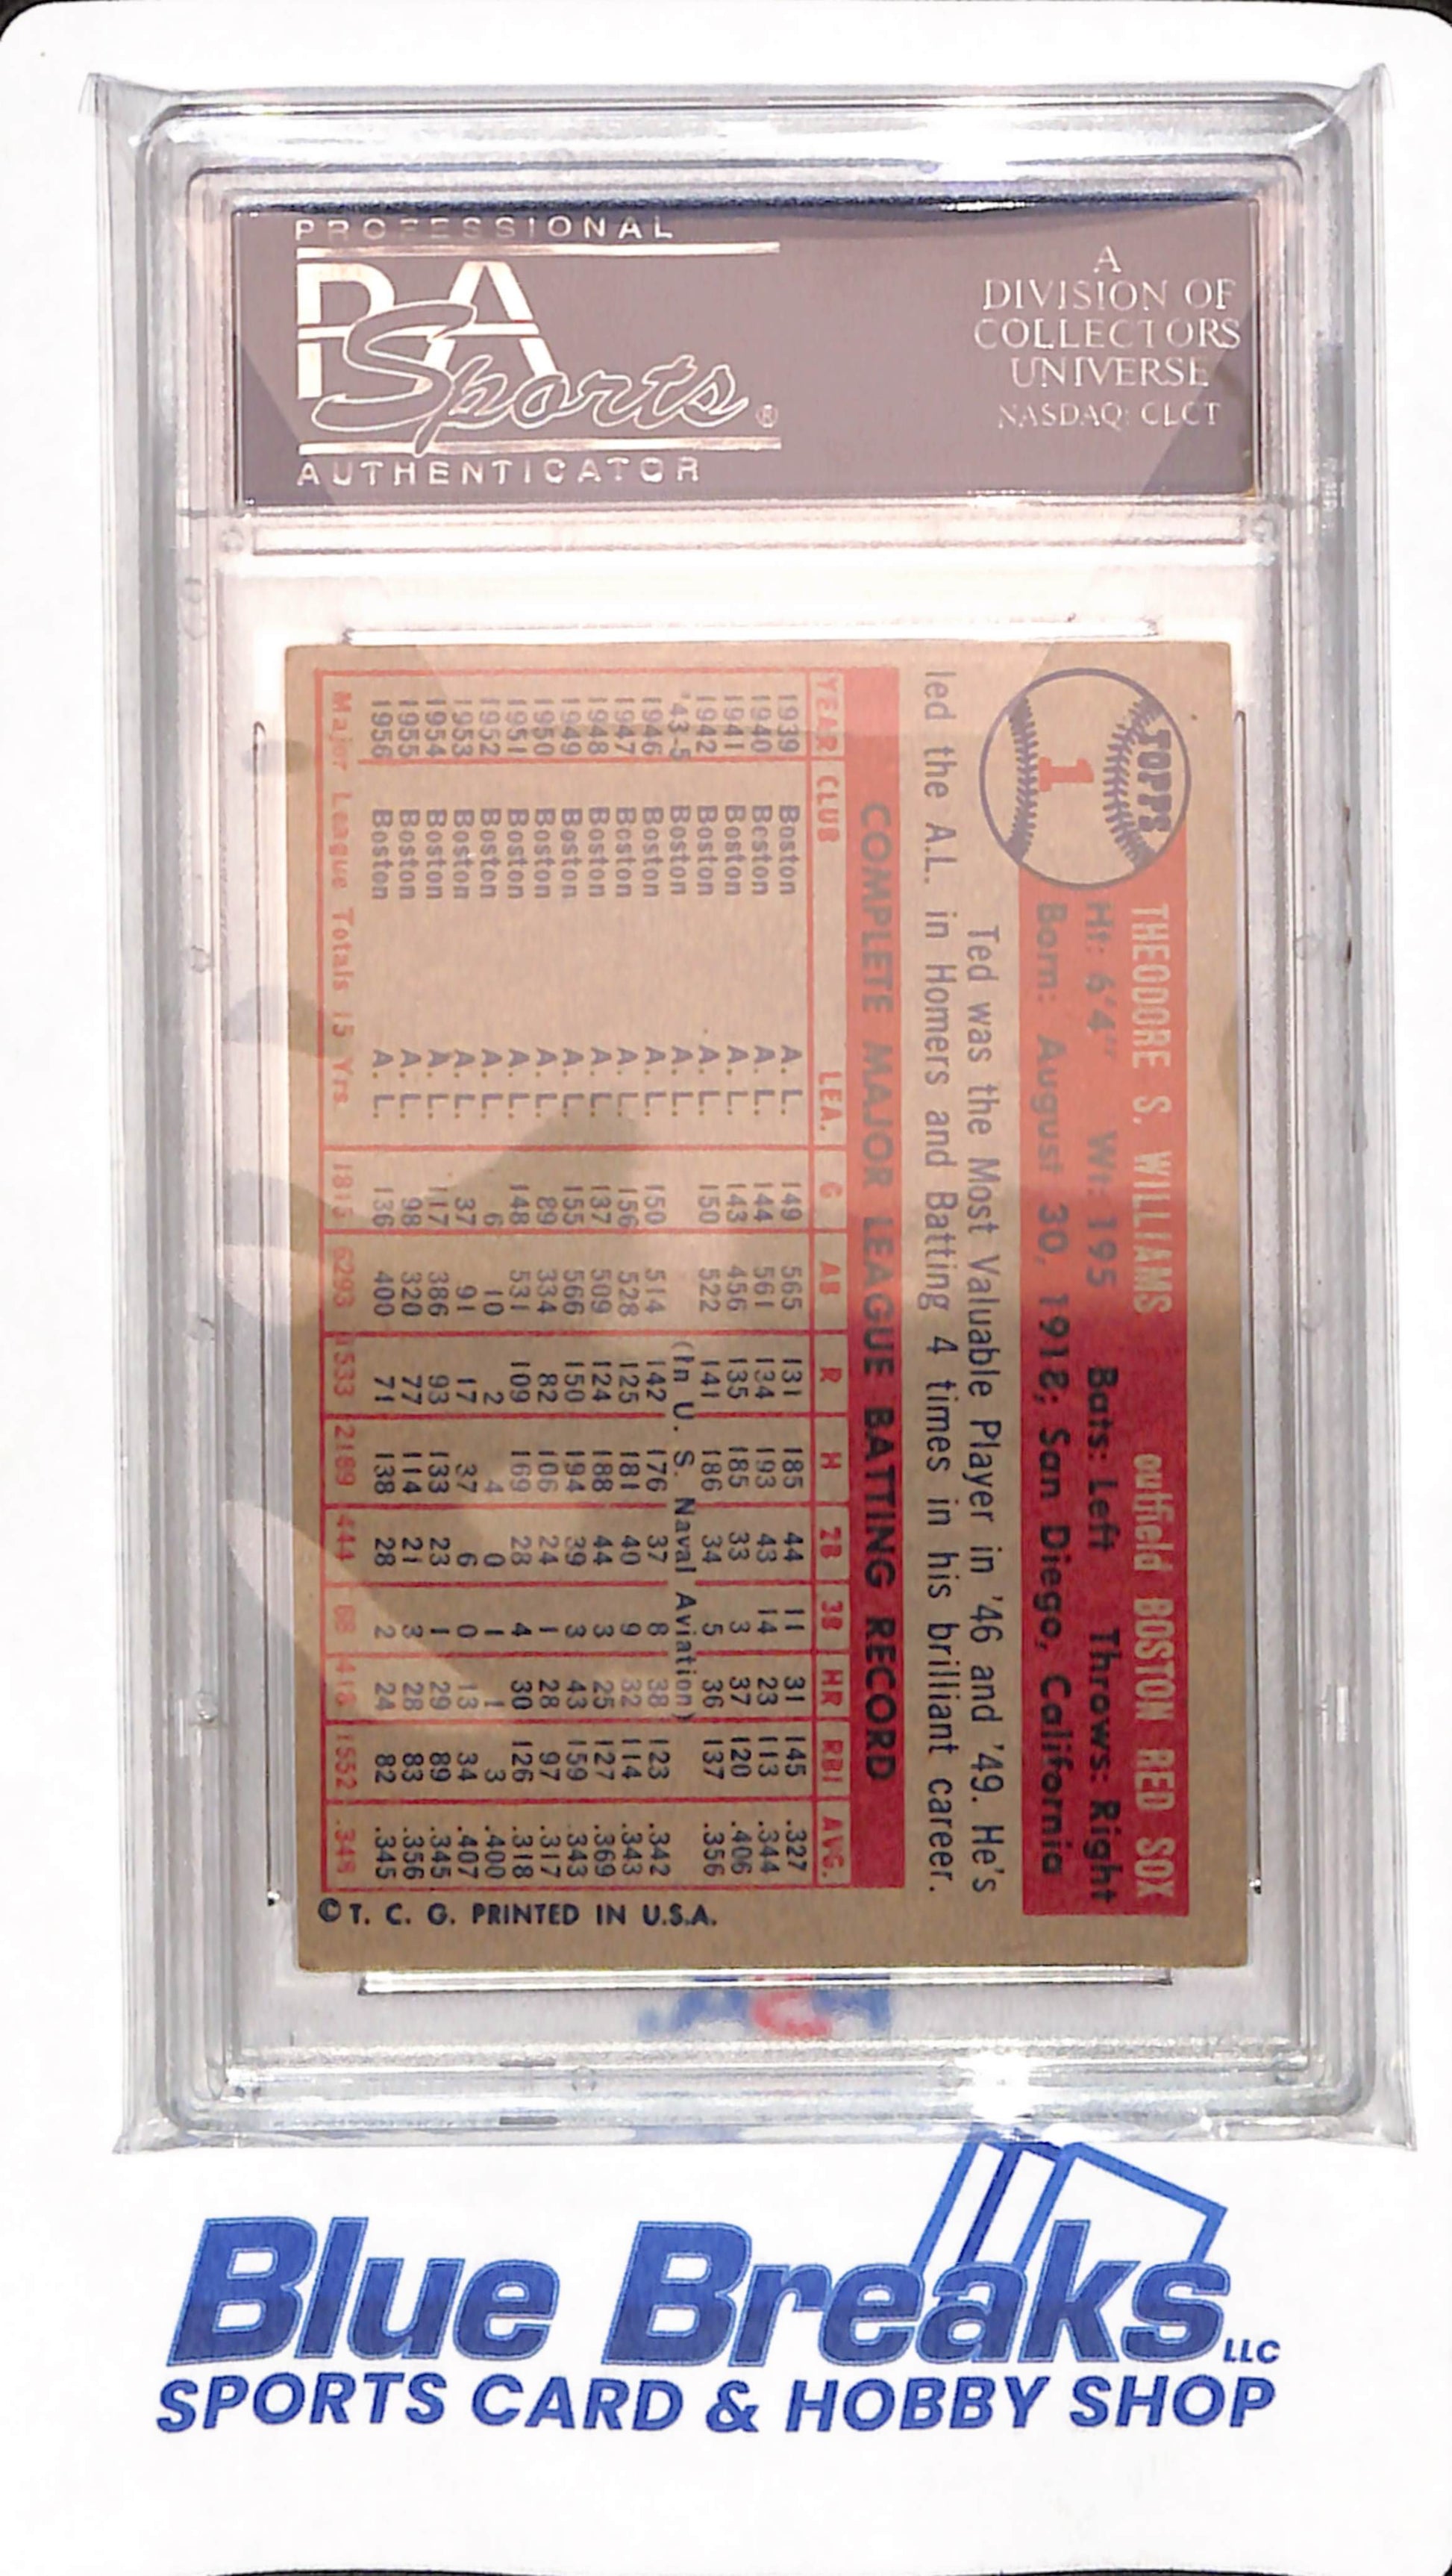 PROFESSIONAL
PSA
Sports ®
AUTHENTICATOR
A
DIVISION OF
COLLECTORS
UNIVERSE
NASDAQ: CLCT
TOPPS
1
THEODORE S. WILLIAMS outfield BOSTON RED SOX
Ht: 6'4" Wt: 195 Bats: Left Throws: Right
Born: August 30, 1918; San Diego, California
Ted was the Most Valuable Player in '46 and '49. He's
led the A.L. in Homers and Batting 4 times in his brilliant career.
COMPLETE MAJOR LEAGUE BATTING RECORD
YEAR CLUB LEA. G AB R H 2B 3B HR RBI AVG.
1939 Boston A. L. 149 565 131 185 44 11 31 145 .327
1940 Boston A. L. 144 561 134 193 43 14 23 113 .344
1941 Boston A. L. 143 456 135 185 33 3 37 120 .406
1942 Boston A. L. 150 522 141 186 34 5 36 137 .356
'43-5 Boston A. L. (In U. S. Naval Aviation)
1946 Boston A. L. 150 514 142 176 37 8 38 123 .342
1947 Boston A. L. 156 528 125 181 40 9 32 114 .343
1948 Boston A. L. 137 509 124 188 44 3 25 127 .369
1949 Boston A. L. 155 566 150 194 39 3 43 159 .343
1950 Boston A. L. 89 334 82 106 24 1 28 97 .317
1951 Boston A. L. 148 531 109 169 28 4 30 126 .318
1952 Boston A. L. 6 10 2 4 0 1 1 3 .400
1953 Boston A. L. 37 91 17 37 6 0 13 34 .407
1954 Boston A. L. 117 386 93 133 23 1 29 89 .345
1955 Boston A. L. 98 320 77 114 21 3 28 83 .356
1956 Boston A. L. 136 400 71 138 28 2 24 82 .345
Major League Totals 15 Yrs. 1815 6293 1533 2189 444 68 418 1552 .348
©T. C. G. PRINTED IN U.S.A.
Blue Breaks LLC
SPORTS CARD & HOBBY SHOP